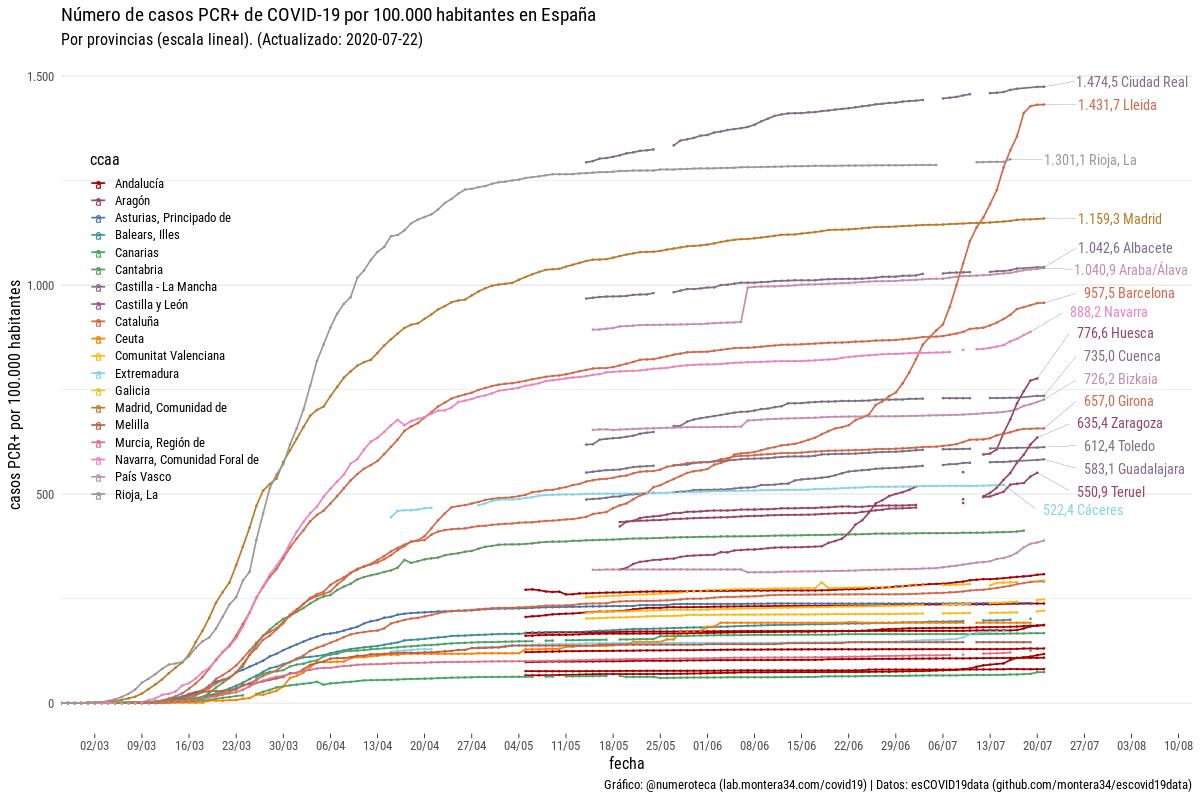 Número de casos PCR+ de COVID-19 por 100.000 habitantes en España
Por provincias (escala lineal). (Actualizado: 2020-07-22)
casos PCR+ por 100.000 habitantes
1.500
1.000
500
0
ccaa
Andalucía
Aragón
Asturias, Principado de
Balears, Illes
Canarias
Cantabria
Castilla - La Mancha
Castilla y León
Cataluña
Ceuta
Comunitat Valenciana
Extremadura
Galicia
Madrid, Comunidad de
Melilla
Murcia, Región de
Navarra, Comunidad Foral de
País Vasco
Rioja, La
1.474,5 Ciudad Real
1.431,7 Lleida
1.301,1 Rioja, La
1.159,3 Madrid
1.042,6 Albacete
1.040,9 Araba/Álava
957,5 Barcelona
888,2 Navarra
776,6 Huesca
735,0 Cuenca
726,2 Bizkaia
657,0 Girona
635,4 Zaragoza
612,4 Toledo
583,1 Guadalajara
550,9 Teruel
522,4 Cáceres
02/03 09/03 16/03 23/03 30/03 06/04 13/04 20/04 27/04 04/05 11/05 18/05 25/05 01/06 08/06 15/06 22/06 29/06 06/07 13/07 20/07 27/07 03/08 10/08
fecha
Gráfico: @numeroteca (lab.montera34.com/covid19) | Datos: esCOVID19data (github.com/montera34/escovid19data)